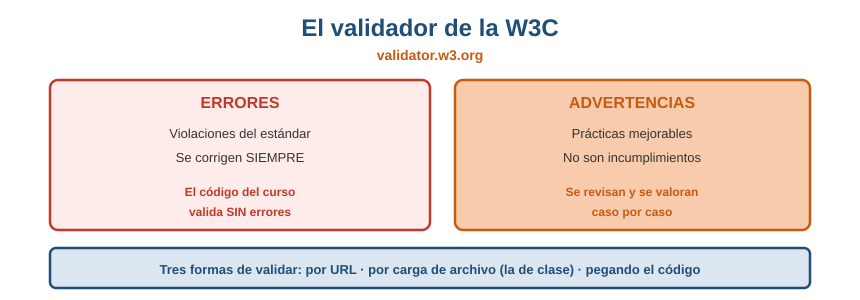 El validador de la W3C
validator.w3.org
ERRORES
Violaciones del estándar
Se corrigen SIEMPRE
El código del curso
valida SIN errores
ADVERTENCIAS
Prácticas mejorables
No son incumplimientos
Se revisan y se valoran
caso por caso
Tres formas de validar: por URL · por carga de archivo (la de clase) · pegando el código